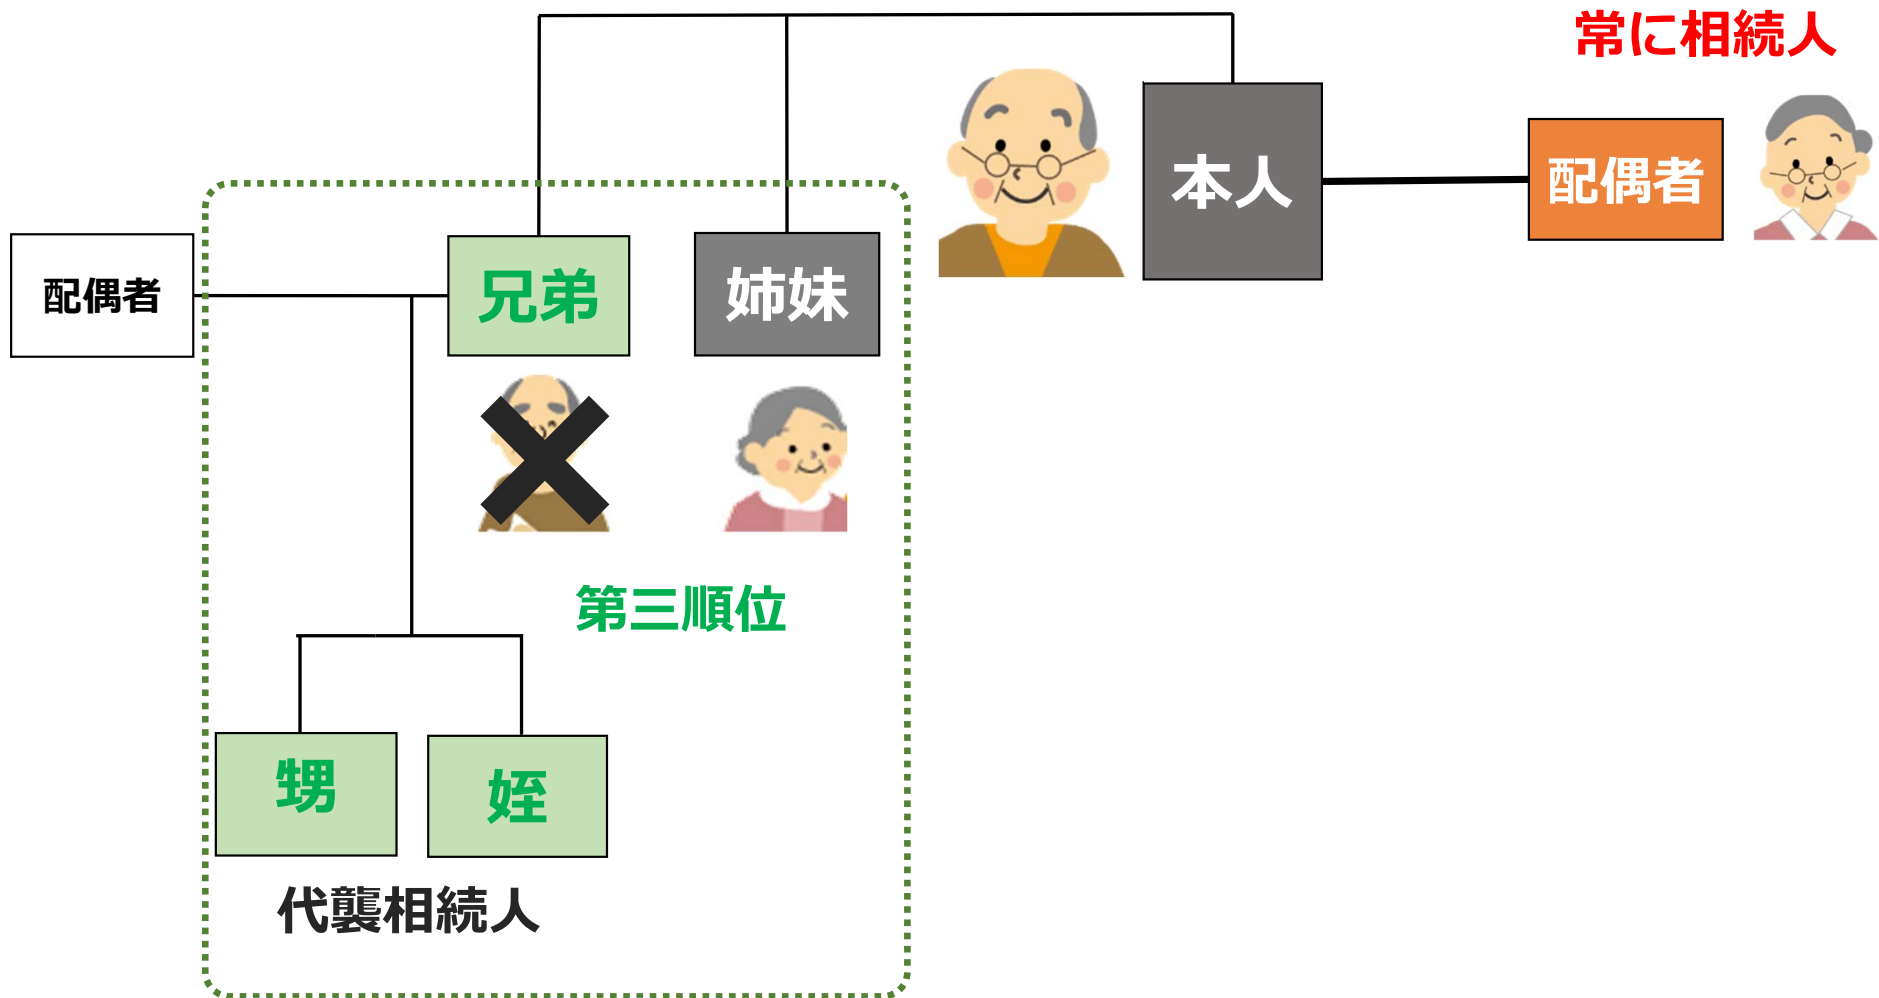 常に相続人
本人
配偶者
配偶者
兄弟
姉妹
第三順位
甥
姪
代襲相続人